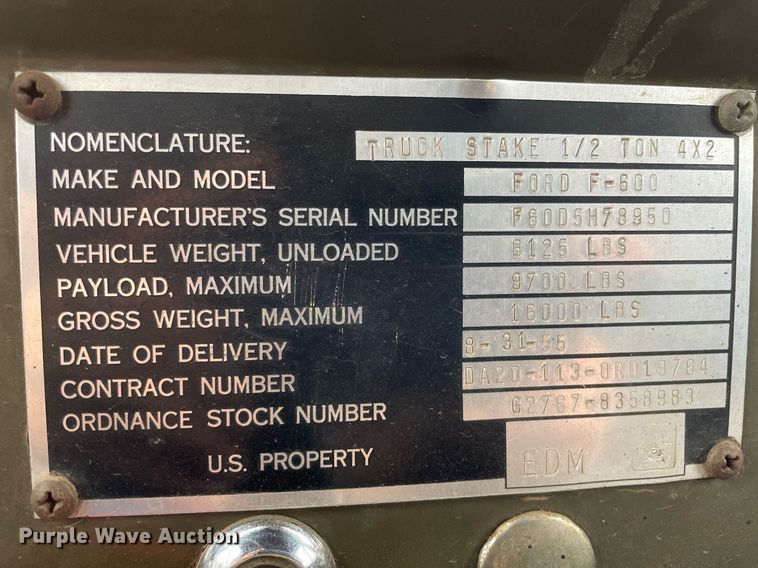 NOMENCLATURE: TRUCK STAKE 1/2 TON 4X2
MAKE AND MODEL FORD F-600
MANUFACTURER'S SERIAL NUMBER F60D5H78950
VEHICLE WEIGHT, UNLOADED 6125 LBS
PAYLOAD, MAXIMUM 9700 LBS
GROSS WEIGHT, MAXIMUM 16000 LBS
DATE OF DELIVERY 8-31-55
CONTRACT NUMBER DA20-113-ORD19764
ORDNANCE STOCK NUMBER G2767-8358983
U.S. PROPERTY EDM
Purple Wave Auction